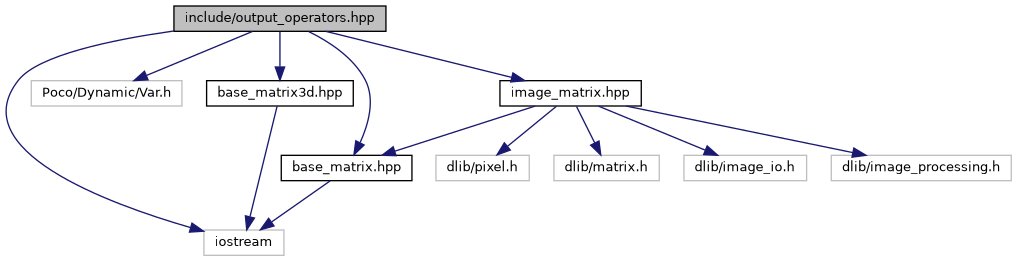 include/output_operators.hpp
Poco/Dynamic/Var.h
base_matrix3d.hpp
image_matrix.hpp
base_matrix.hpp
dlib/pixel.h
dlib/matrix.h
dlib/image_io.h
dlib/image_processing.h
iostream